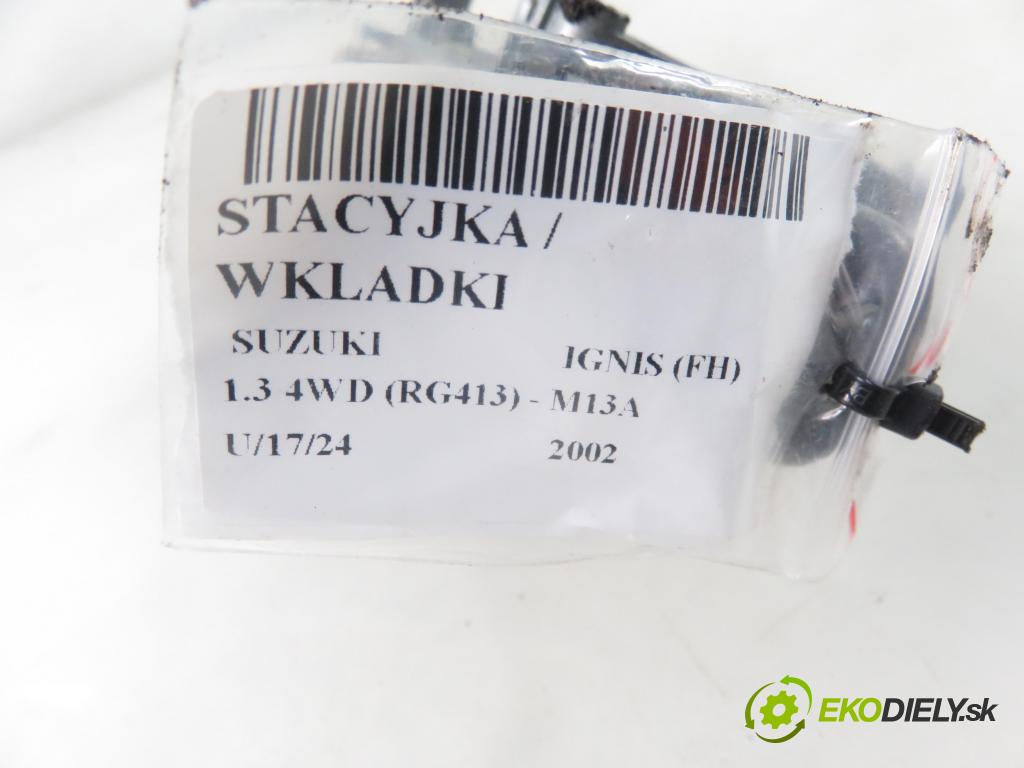 STACYJKA /
WKLADKI
SUZUKI IGNIS (FH)
1.3 4WD (RG413) - M13A
U/17/24 2002
EKODIELY.sk